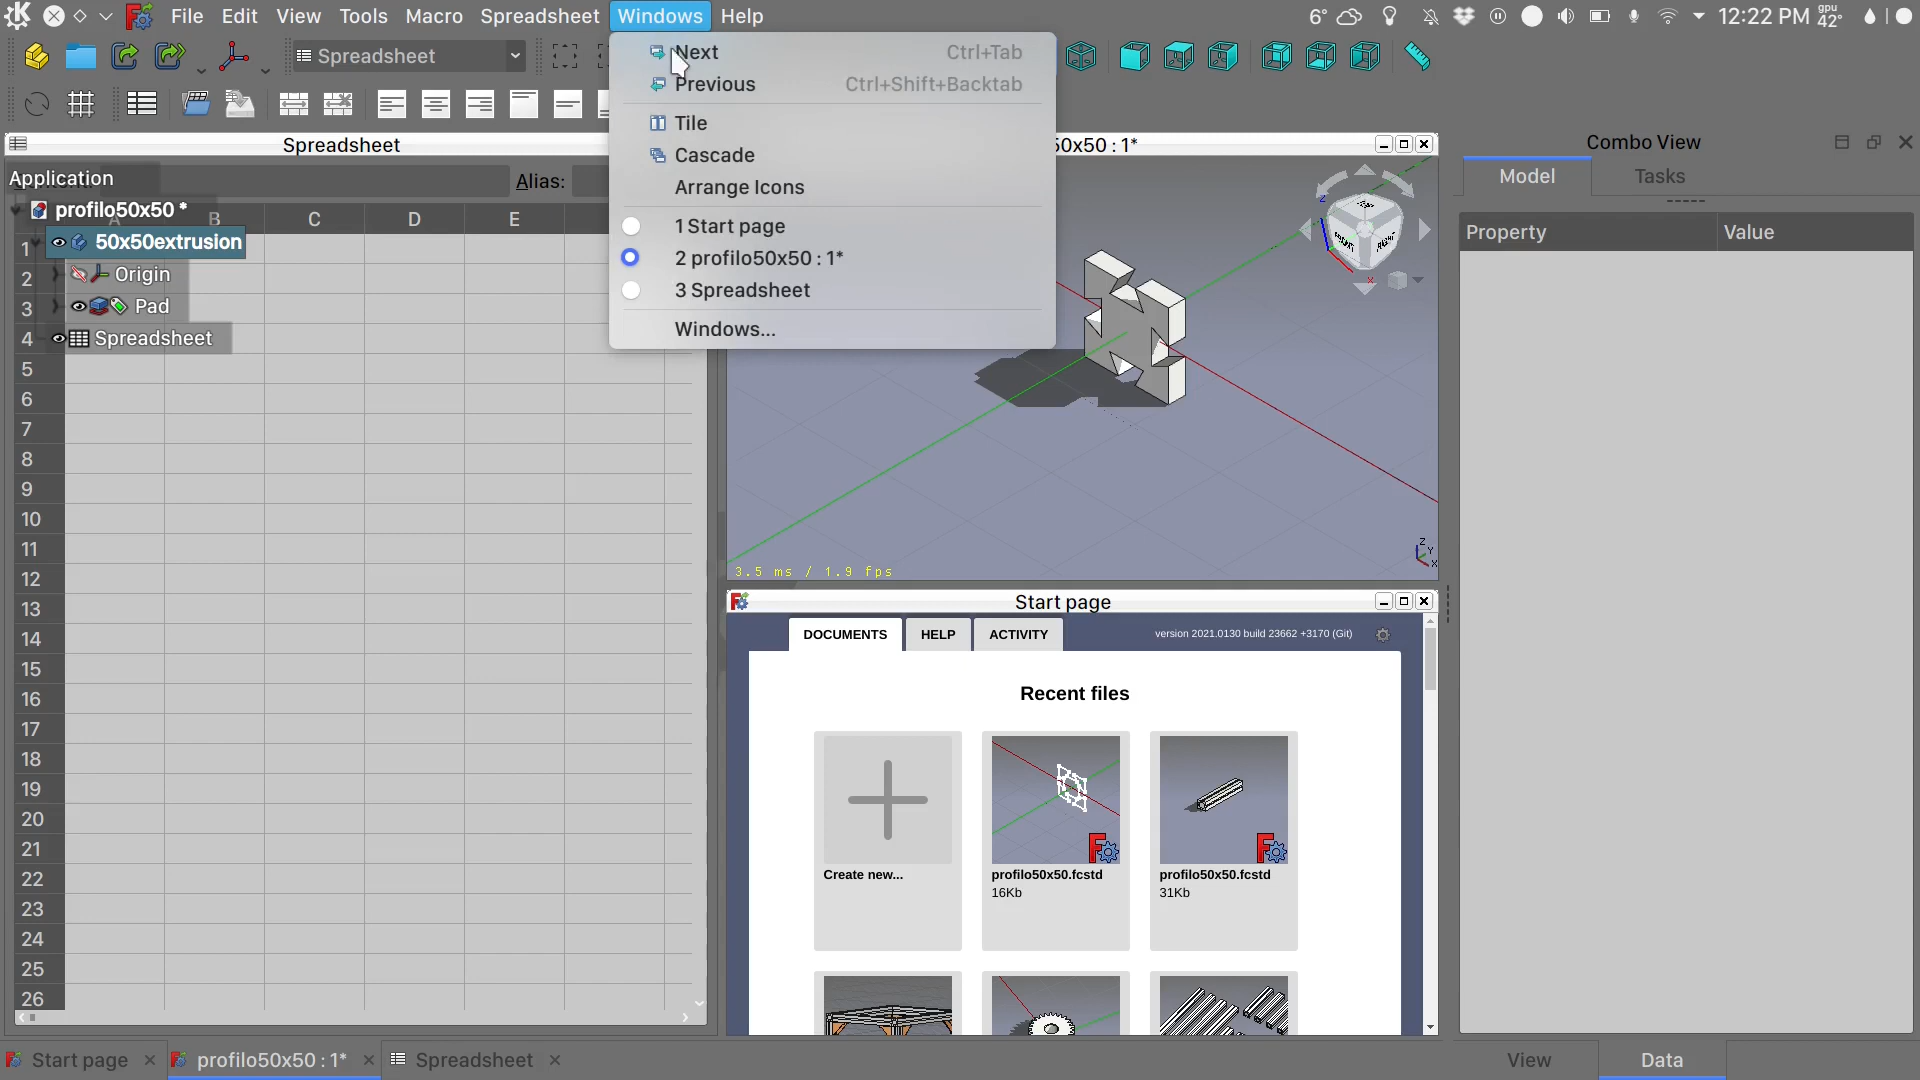 File Edit View Tools Macro Spreadsheet Windows Help
6° 12:22 PM gpu 42°
Spreadsheet
Next Ctrl+Tab
Previous Ctrl+Shift+Backtab
Tile
Cascade
Arrange Icons
1 Start page
2 profilo50x50 : 1*
3 Spreadsheet
Windows...
Spreadsheet
Alias:
Application
profilo50x50 *
50x50extrusion
Origin
Pad
Spreadsheet
A B C D E
1
2
3
4
5
6
7
8
9
10
11
12
13
14
15
16
17
18
19
20
21
22
23
24
25
26
50x50 : 1*
FRONT RIGHT
Z
X
Z
Y
X
3.5 ms / 1.9 fps
Start page
DOCUMENTS HELP ACTIVITY version 2021.0130 build 23662 +3170 (Git)
Recent files
Create new...
profilo50x50.fcstd
16Kb
profilo50x50.fcstd
31Kb
Combo View
Model Tasks
Property Value
Start page profilo50x50 : 1* Spreadsheet
View Data